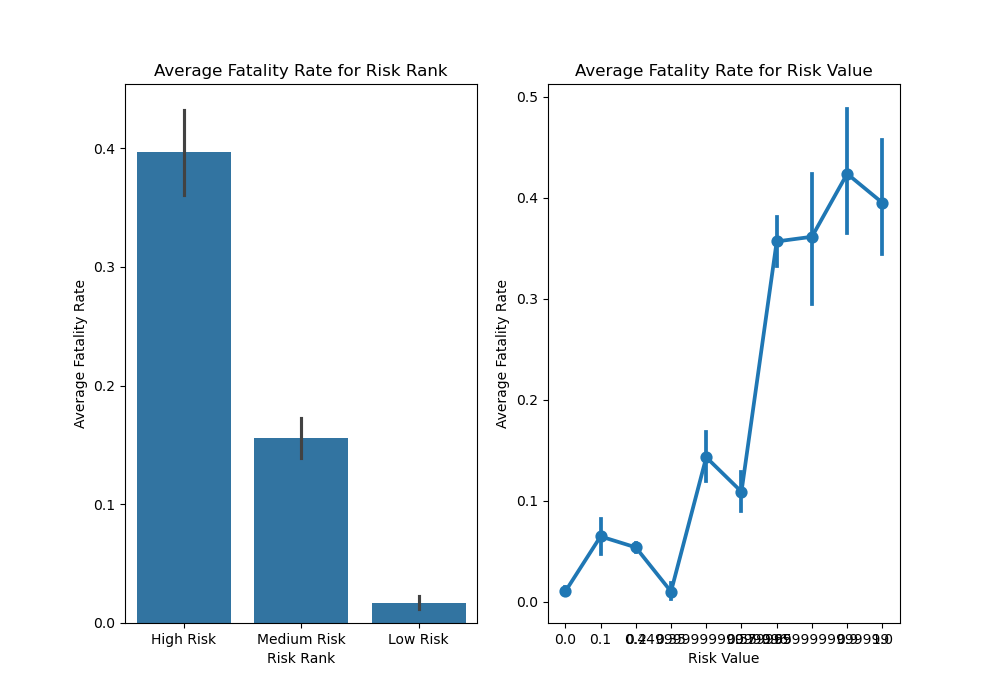 Average Fatality Rate for Risk Rank
Average Fatality Rate
0.4
0.3
0.2
0.1
0.0
High Risk Medium Risk Low Risk
Risk Rank
Average Fatality Rate for Risk Value
Average Fatality Rate
0.5
0.4
0.3
0.2
0.1
0.0
0.0 0.1
Risk Value